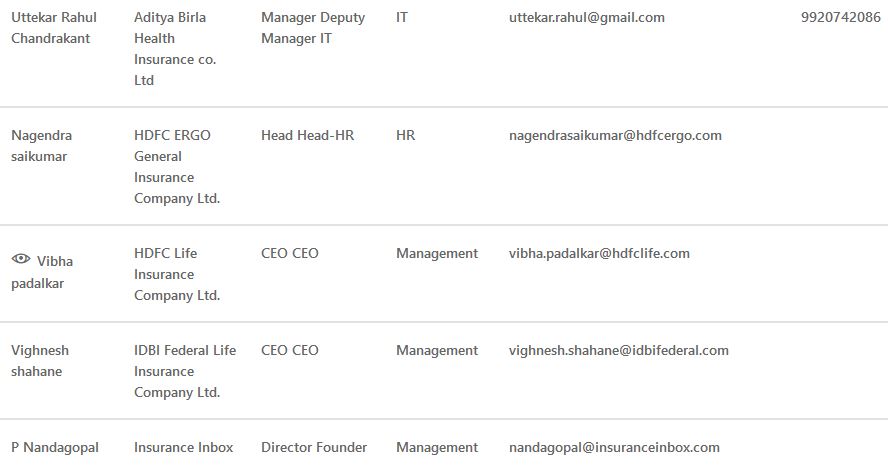 Uttekar Rahul Aditya Birla Manager Deputy IT uttekar.rahul@gmail.com 9920742086
Chandrakant Health Manager IT
Insurance co.
Ltd
Nagendra HDFC ERGO Head Head-HR HR nagendrasaikumar@hdfcergo.com
saikumar General
Insurance
Company Ltd.
Vibha HDFC Life CEO CEO Management vibha.padalkar@hdfclife.com
padalkar Insurance
Company Ltd.
Vighnesh IDBI Federal Life CEO CEO Management vighnesh.shahane@idbifederal.com
shahane Insurance
Company Ltd.
P Nandagopal Insurance Inbox Director Founder Management nandagopal@insuranceinbox.com